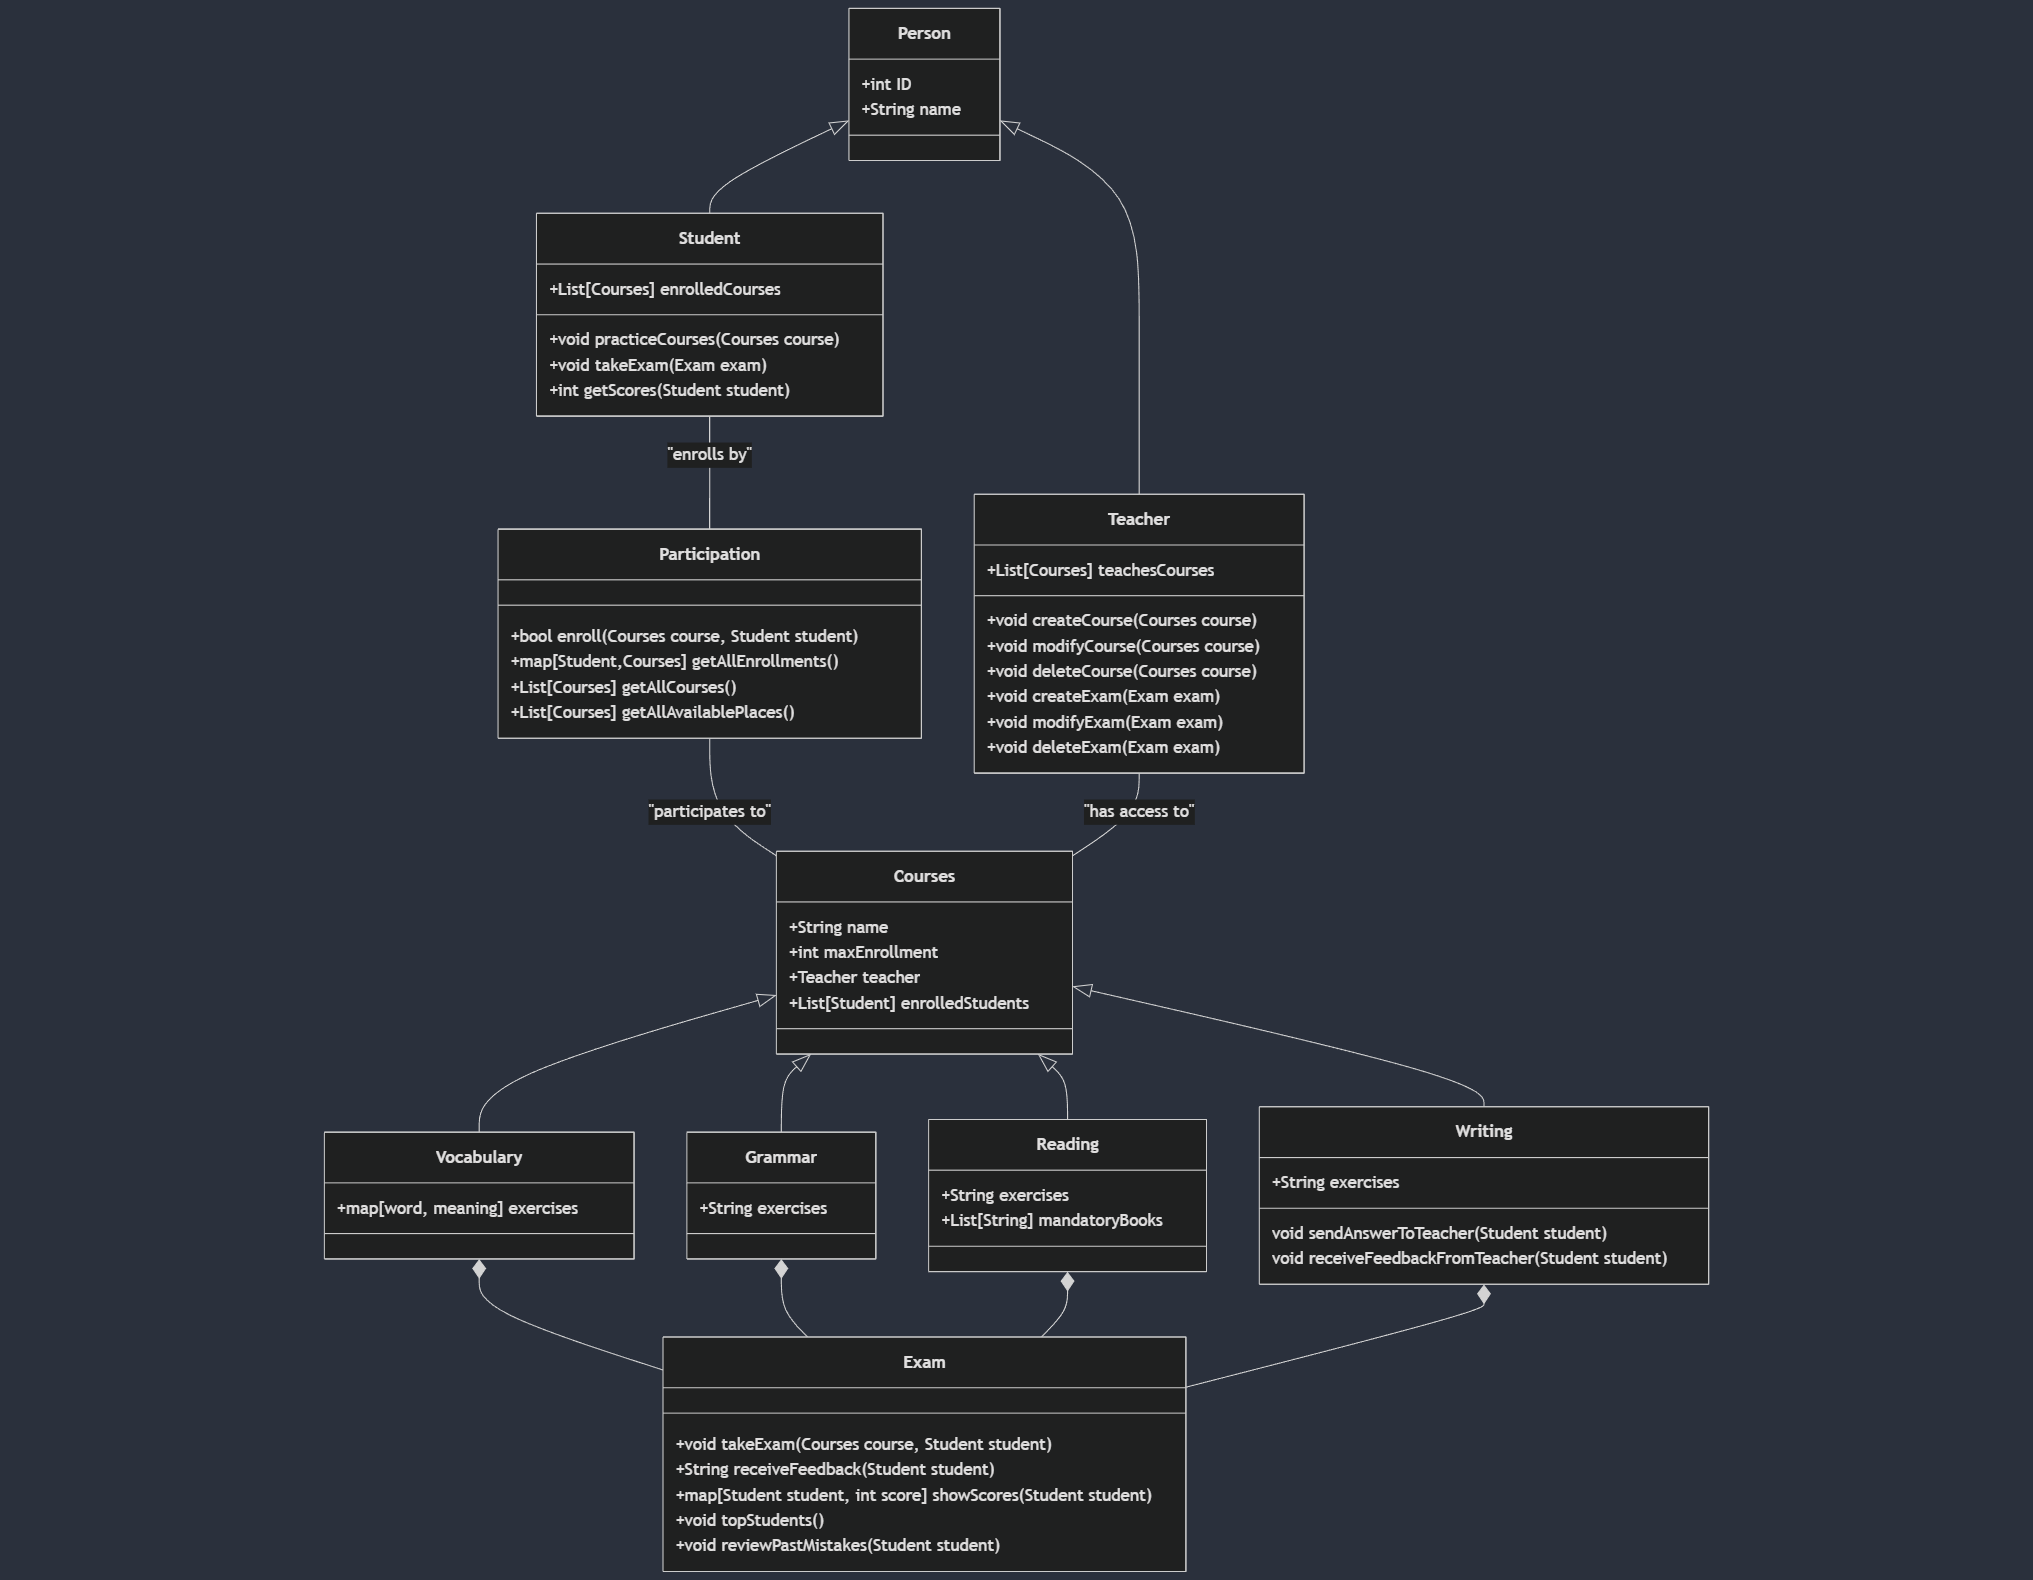 Person
+int ID
+String name
Student
+List[Courses] enrolledCourses
+void practiceCourses(Courses course)
+void takeExam(Exam exam)
+int getScores(Student student)
"enrolls by"
Participation
+bool enroll(Courses course, Student student)
+map[Student,Courses] getAllEnrollments()
+List[Courses] getAllCourses()
+List[Courses] getAllAvailablePlaces()
Teacher
+List[Courses] teachesCourses
+void createCourse(Courses course)
+void modifyCourse(Courses course)
+void deleteCourse(Courses course)
+void createExam(Exam exam)
+void modifyExam(Exam exam)
+void deleteExam(Exam exam)
"participates to"
"has access to"
Courses
+String name
+int maxEnrollment
+Teacher teacher
+List[Student] enrolledStudents
Vocabulary
+map[word, meaning] exercises
Grammar
+String exercises
Reading
+String exercises
+List[String] mandatoryBooks
Writing
+String exercises
void sendAnswerToTeacher(Student student)
void receiveFeedbackFromTeacher(Student student)
Exam
+void takeExam(Courses course, Student student)
+String receiveFeedback(Student student)
+map[Student student, int score] showScores(Student student)
+void topStudents()
+void reviewPastMistakes(Student student)